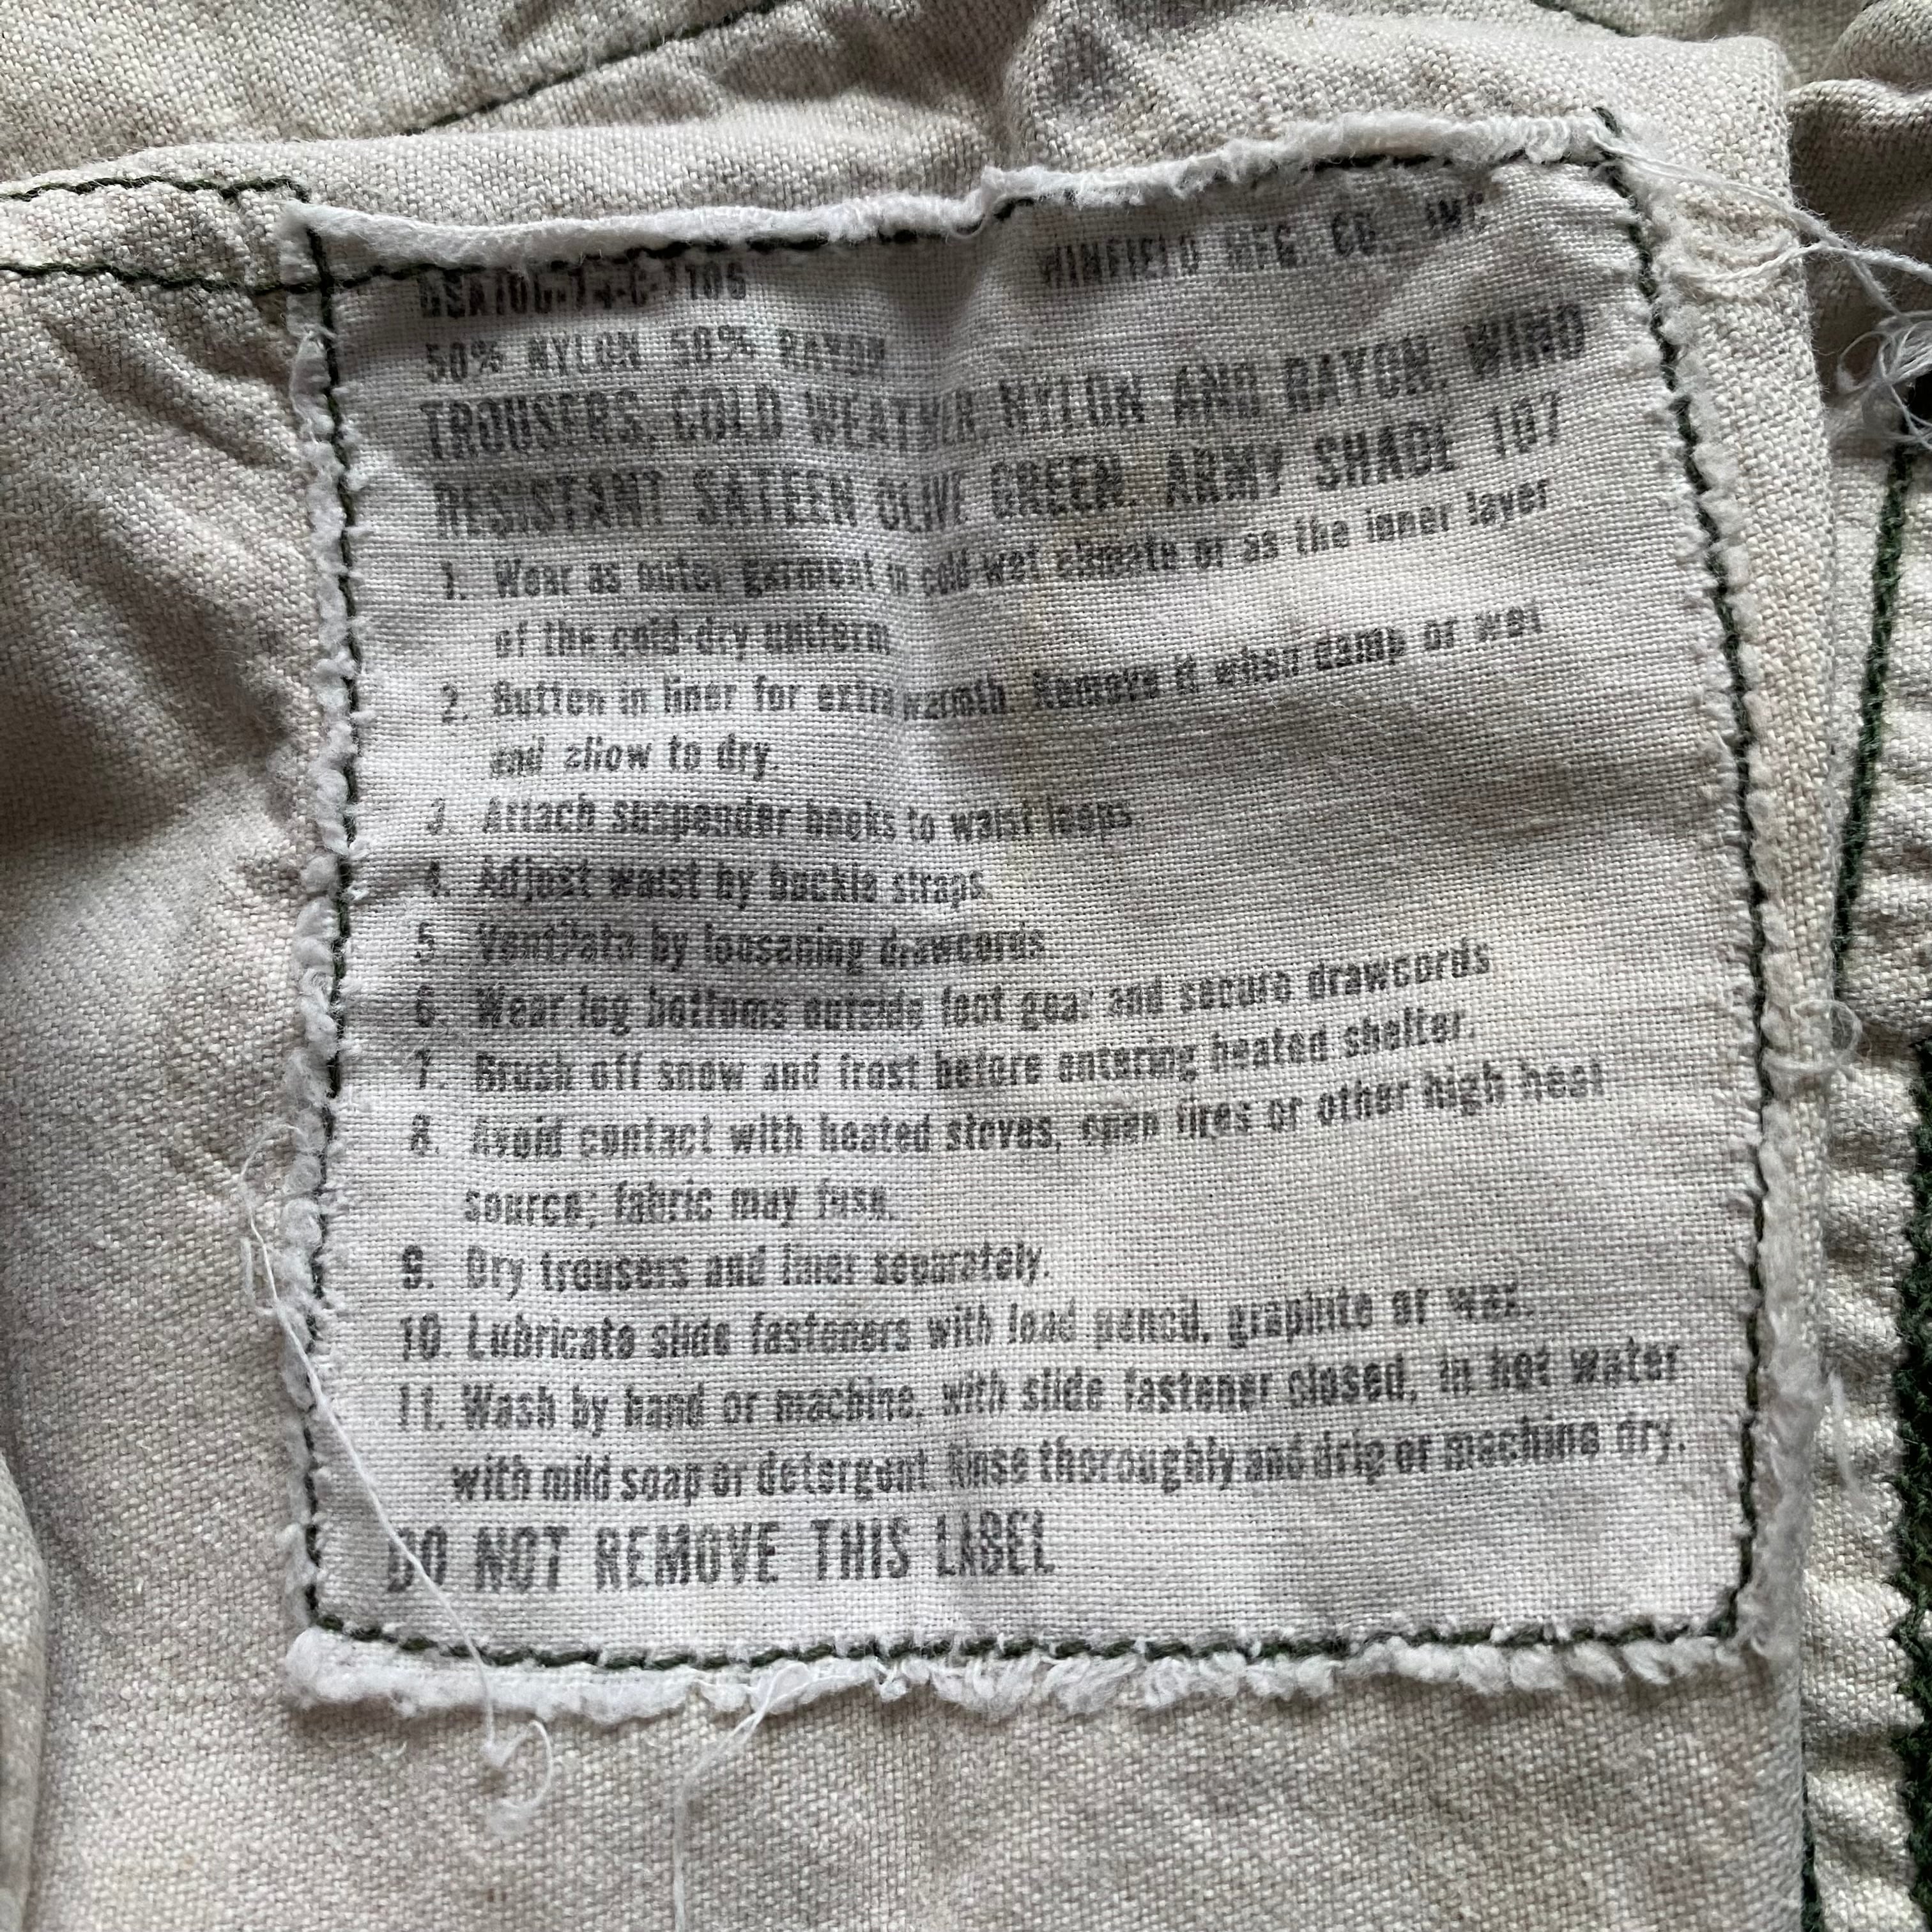 DSA100-74-C-1106 WINFIELD MFG. CO., INC.
50% NYLON 50% RAYON
TROUSERS, COLD WEATHER NYLON AND RAYON, WIND
RESISTANT SATEEN OLIVE GREEN, ARMY SHADE 107
1. Wear as outer garment in cold-wet climate or as the inner layer
of the cold-dry uniform
2. Button in liner for extra warmth Remove it when damp or wet
and allow to dry.
3. Attach suspender hooks to waist loops
4. Adjust waist by buckle straps
5. Ventilate by loosening drawcords
6. Wear leg bottoms outside foot gear and secure drawcords
7. Brush off snow and frost before entering heated shelter.
8. Avoid contact with heated stoves, open fires or other high heat
source; fabric may fuse.
9. Dry trousers and liner separately.
10. Lubricate slide fasteners with lead pencil, graphite or wax.
11. Wash by hand or machine, with slide fastener closed, in hot water
with mild soap or detergent Rinse thoroughly and drip or machine dry.
DO NOT REMOVE THIS LABEL